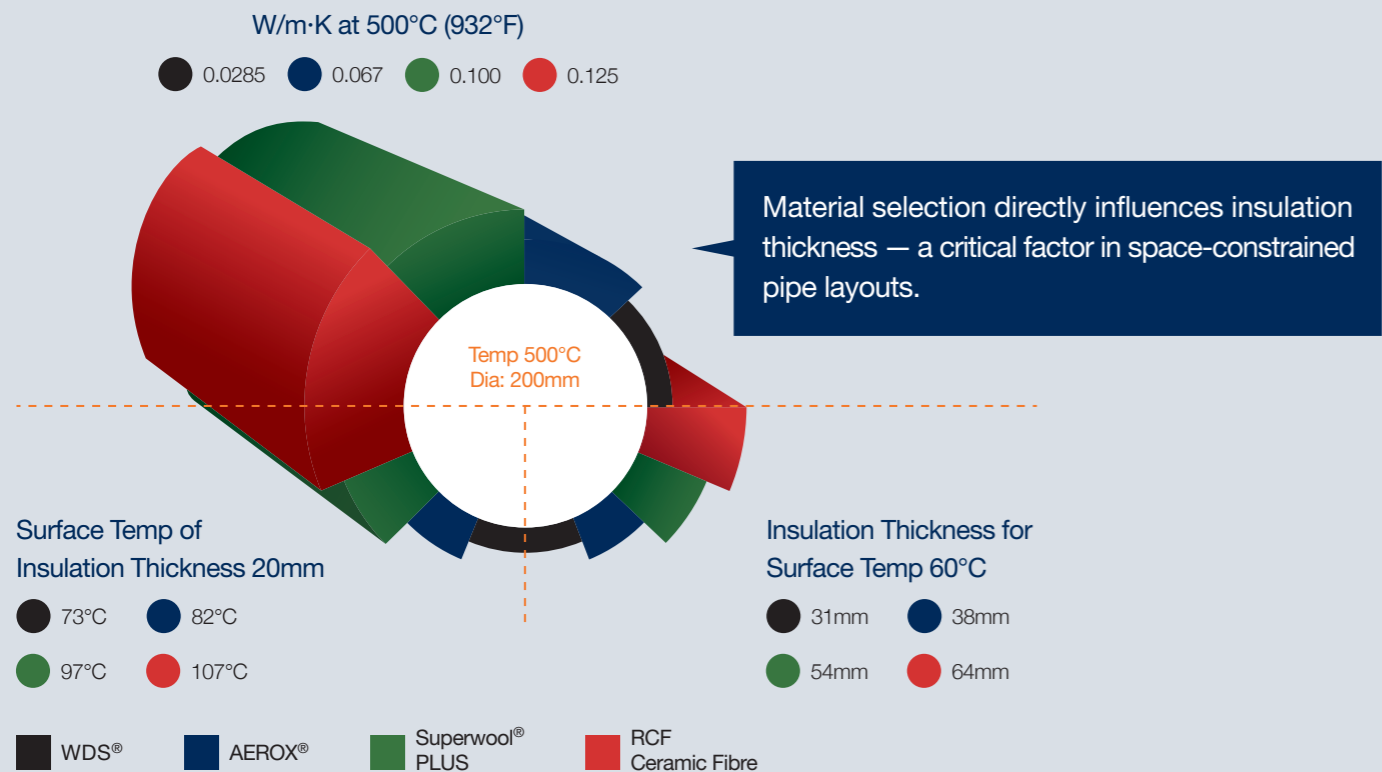 W/m·K at 500°C (932°F)
0.0285 0.067 0.100 0.125
Material selection directly influences insulation
thickness — a critical factor in space-constrained
pipe layouts.
Temp 500°C
Dia: 200mm
Surface Temp of
Insulation Thickness 20mm
73°C 82°C
97°C 107°C
Insulation Thickness for
Surface Temp 60°C
31mm 38mm
54mm 64mm
WDS®
AEROX®
Superwool®
PLUS
RCF
Ceramic Fibre